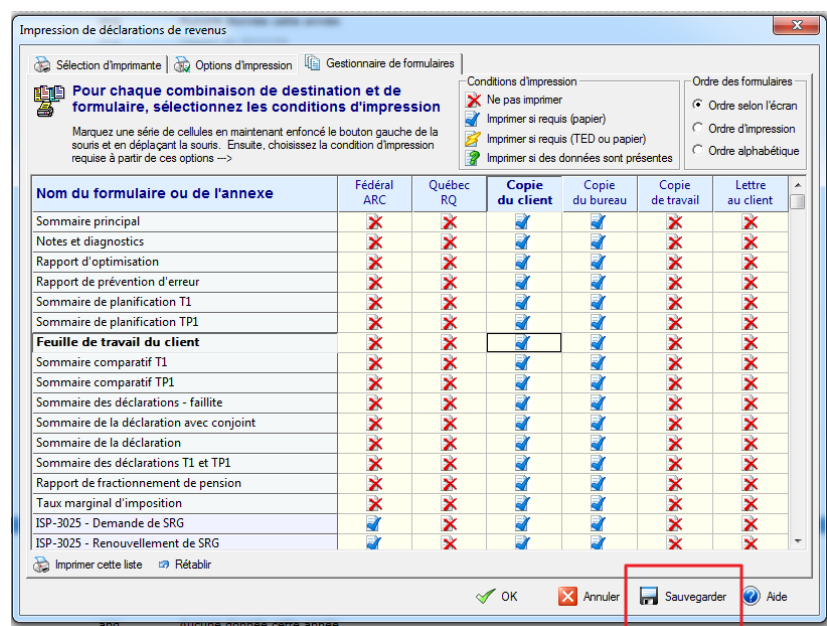 Impression de déclarations de revenus
Sélection d'imprimante
Options d'impression
Gestionnaire de formulaires
Pour chaque combinaison de destination et de
formulaire, sélectionnez les conditions d'impression
Marquez une série de cellules en maintenant enfoncé le bouton gauche de la
souris et en déplaçant la souris. Ensuite, choisissez la condition d'impression
requise à partir de ces options --->
Conditions d'impression
Ne pas imprimer
Imprimer si requis (papier)
Imprimer si requis (TED ou papier)
Imprimer si des données sont présentes
Ordre des formulaires
Ordre selon l'écran
Ordre d'impression
Ordre alphabétique
Nom du formulaire ou de l'annexe
Fédéral
ARC
Québec
RQ
Copie
du client
Copie
du bureau
Copie
de travail
Lettre
au client
Sommaire principal
Notes et diagnostics
Rapport d'optimisation
Rapport de prévention d'erreur
Sommaire de planification T1
Sommaire de planification TP1
Feuille de travail du client
Sommaire comparatif T1
Sommaire comparatif TP1
Sommaire des déclarations - faillite
Sommaire de la déclaration avec conjoint
Sommaire de la déclaration
Sommaire des déclarations T1 et TP1
Rapport de fractionnement de pension
Taux marginal d'imposition
ISP-3025 - Demande de SRG
ISP-3025 - Renouvellement de SRG
Imprimer cette liste
Rétablir
OK
Annuler
Sauvegarder
Aide